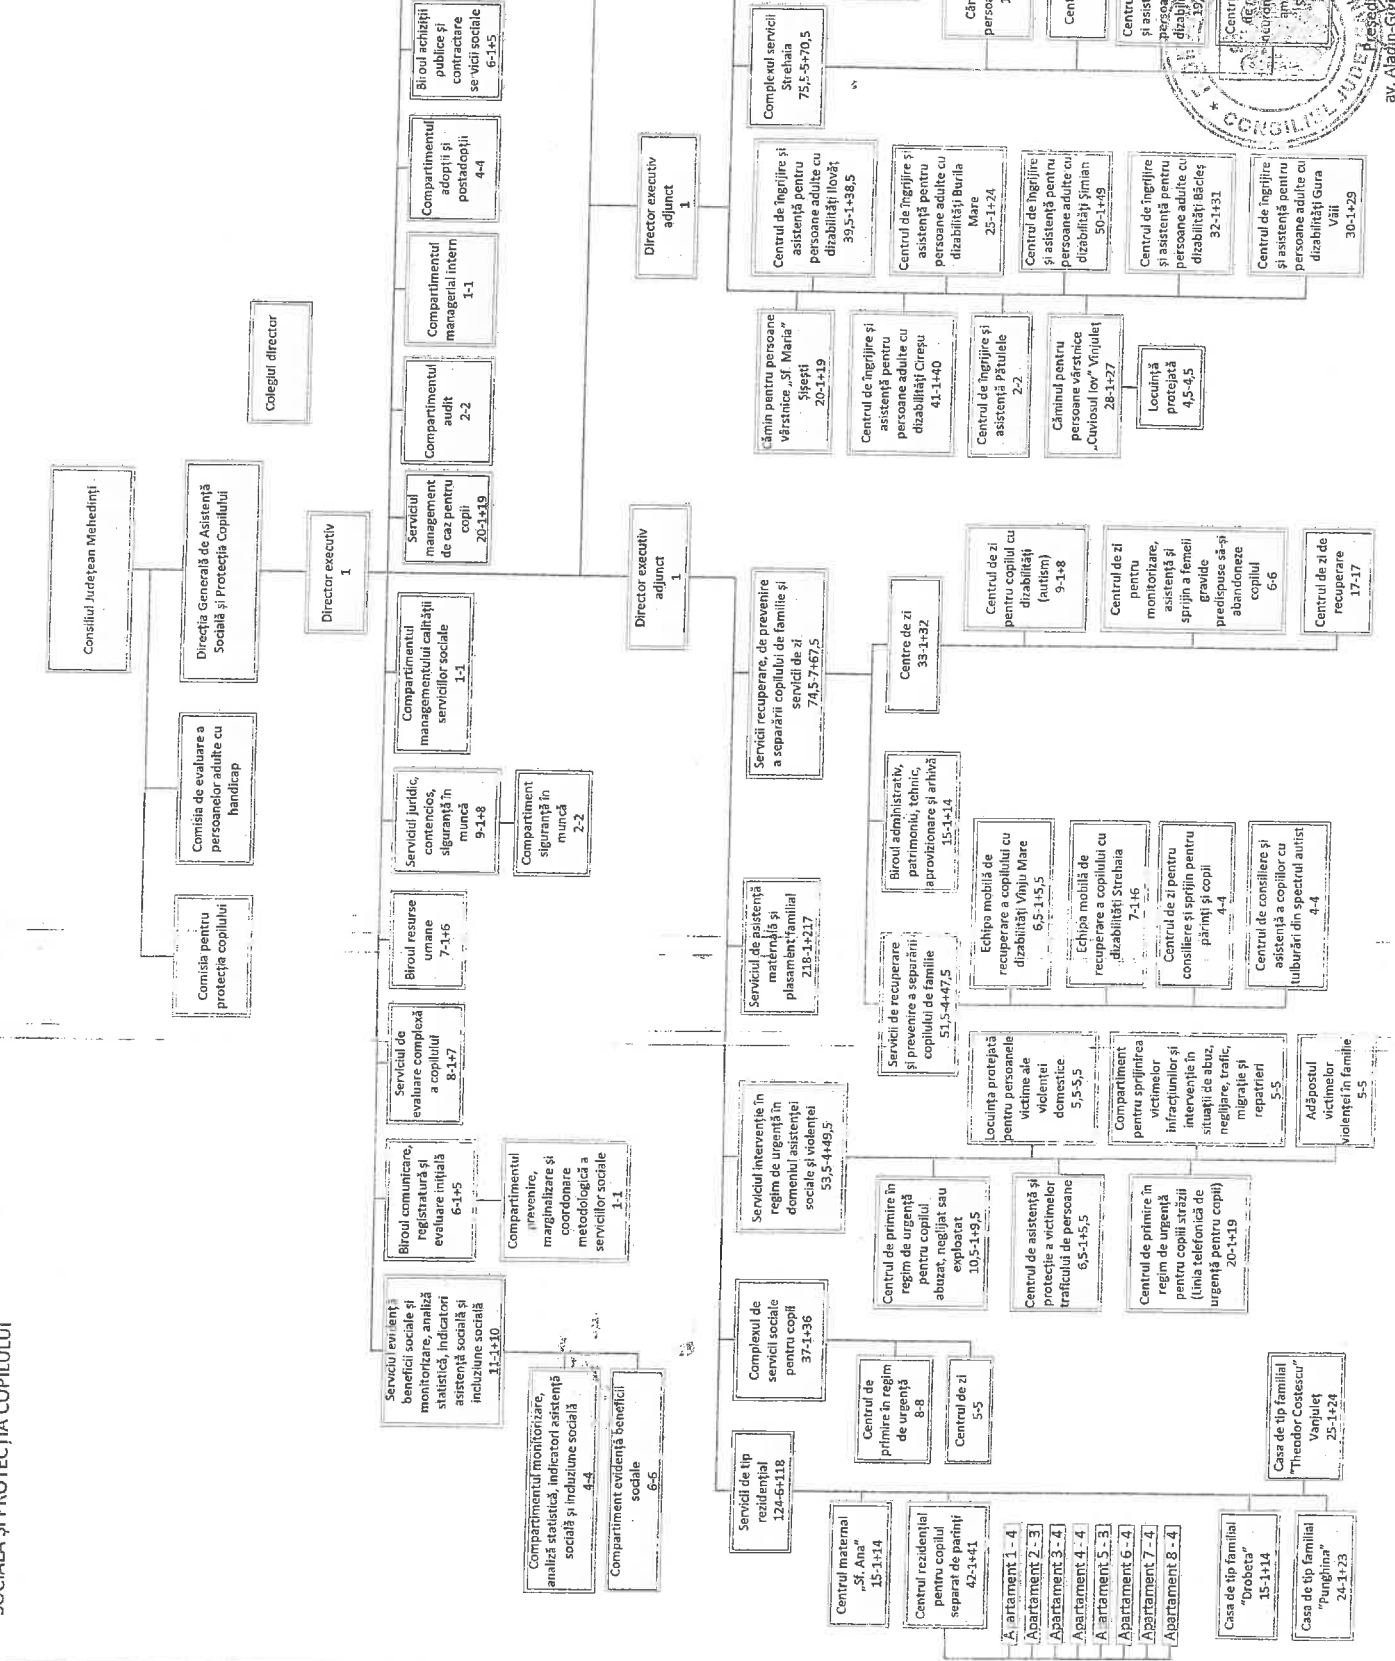 SOCIALĂ ȘI PROTECȚIA COPILULUI
Consiliul Județean Mehedinți
Comisia pentru
protecția copilului
Comisia de evaluare a
persoanelor adulte cu
handicap
Direcția Generală de Asistență
Socială și Protecția Copilului
Colegiul director
Director executiv
1
Serviciul evidență
beneficii sociale și
monitorizare, analiză
statistică, indicatori
asistență socială și
incluziune socială
11-1+10
Biroul comunicare,
registratură și
evaluare inițială
6-1+5
Serviciul de
evaluare complexă
a copilului
8-1+7
Biroul resurse
umane
7-1+6
Serviciul juridic,
contencios,
siguranță în
muncă
9-1+8
Compartimentul
managementului calității
serviciilor sociale
1-1
Serviciul
management
de caz pentru
copii
20-1+19
Compartimentul
audit
2-2
Compartimentul
managerial intern
1-1
Compartimentul
adopții și
postadopții
4-4
Biroul achiziții
publice și
contractare
servicii sociale
6-1+5
Compartimentul monitorizare,
analiză statistică, indicatori asistență
socială și incluziune socială
4-4
Compartiment evidență beneficii
sociale
6-6
Compartimentul
prevenire,
marginalizare și
coordonare
metodologică a
serviciilor sociale
1-1
Compartiment
siguranță în
muncă
2-2
Director executiv
adjunct
1
Director executiv
adjunct
1
Servicii de tip
rezidențial
124-6+118
Complexul de
servicii sociale
pentru copii
37-1+36
Serviciul intervenție în
regim de urgență în
domeniul asistenței
sociale și violenței
53,5-4+49,5
Serviciul de asistență
maternală și
plasament familial
218-1+217
Servicii recuperare, de prevenire
a separării copilului de familie și
servicii de zi
74,5-7+67,5
Centrul maternal
„Sf. Ana”
15-1+14
Centrul rezidențial
pentru copilul
separat de părinți
42-1+41
Apartament 1 - 4
Apartament 2 - 3
Apartament 3 - 4
Apartament 4 - 4
Apartament 5 - 3
Apartament 6 - 4
Apartament 7 - 4
Apartament 8 - 4
Casa de tip familial
"Drobeta"
15-1+14
Casa de tip familial
"Punghina"
24-1+23
Casa de tip familial
"Theodor Costescu"
Vanjuleț
25-1+24
Centrul de
primire în regim
de urgență
8-8
Centrul de zi
5-5
Centrul de primire în
regim de urgență
pentru copilul
abuzat, neglijat sau
exploatat
10,5-1+9,5
Centrul de asistență și
protecție a victimelor
traficului de persoane
6,5-1+5,5
Centrul de primire în
regim de urgență
pentru copiii străzii
(Linia telefonică de
urgență pentru copii)
20-1+19
Locuința protejată
pentru persoanele
victime ale
violenței
domestice
5,5-5,5
Compartiment
pentru sprijinirea
victimelor
infracțiunilor și
intervenție în
situații de abuz,
neglijare, trafic,
migrație și
repatrieri
5-5
Adăpostul
victimelor
violenței în familie
5-5
Servicii de recuperare
și prevenire a separării
copilului de familie
51,5-4+47,5
Biroul administrativ,
patrimoniu, tehnic,
aprovizionare și arhivă
15-1+14
Centre de zi
33-1+32
Echipa mobilă de
recuperare a copilului cu
dizabilități Vînju Mare
6,5-1+5,5
Echipa mobilă de
recuperare a copilului cu
dizabilități Strehaia
7-1+6
Centrul de zi pentru
consiliere și sprijin pentru
părinți și copii
4-4
Centrul de consiliere și
asistență a copiilor cu
tulburări din spectrul autist
4-4
Centrul de zi
pentru copilul cu
dizabilități
(autism)
9-1+8
Centrul de zi
pentru
monitorizare,
asistență și
sprijin a femeii
gravide
predispuse să-și
abandoneze
copilul
6-6
Centrul de zi de
recuperare
17-17
Cămin pentru persoane
vârstnice „Sf. Maria”
Șișești
20-1+19
Centrul de îngrijire și
asistență pentru
persoane adulte cu
dizabilități Cireșu
41-1+40
Centrul de îngrijire și
asistență Pătulele
2-2
Căminul pentru
persoane vârstnice
„Cuviosul Iov” Vînjuleț
28-1+27
Locuință
protejată
4,5-4,5
Centrul de îngrijire și
asistență pentru
persoane adulte cu
dizabilități Ilovăț
39,5-1+38,5
Centrul de îngrijire și
asistență pentru
persoane adulte cu
dizabilități Burila
Mare
25-1+24
Centrul de îngrijire
și asistență pentru
persoane adulte cu
dizabilități Șimian
50-1+49
Centrul de îngrijire
și asistență pentru
persoane adulte cu
dizabilități Bâcleș
32-1+31
Centrul de îngrijire
și asistență pentru
persoane adulte cu
dizabilități Gura
Văii
30-1+29
Complexul servicii
Strehaia
75,5-5+70,5
CONSILIUL